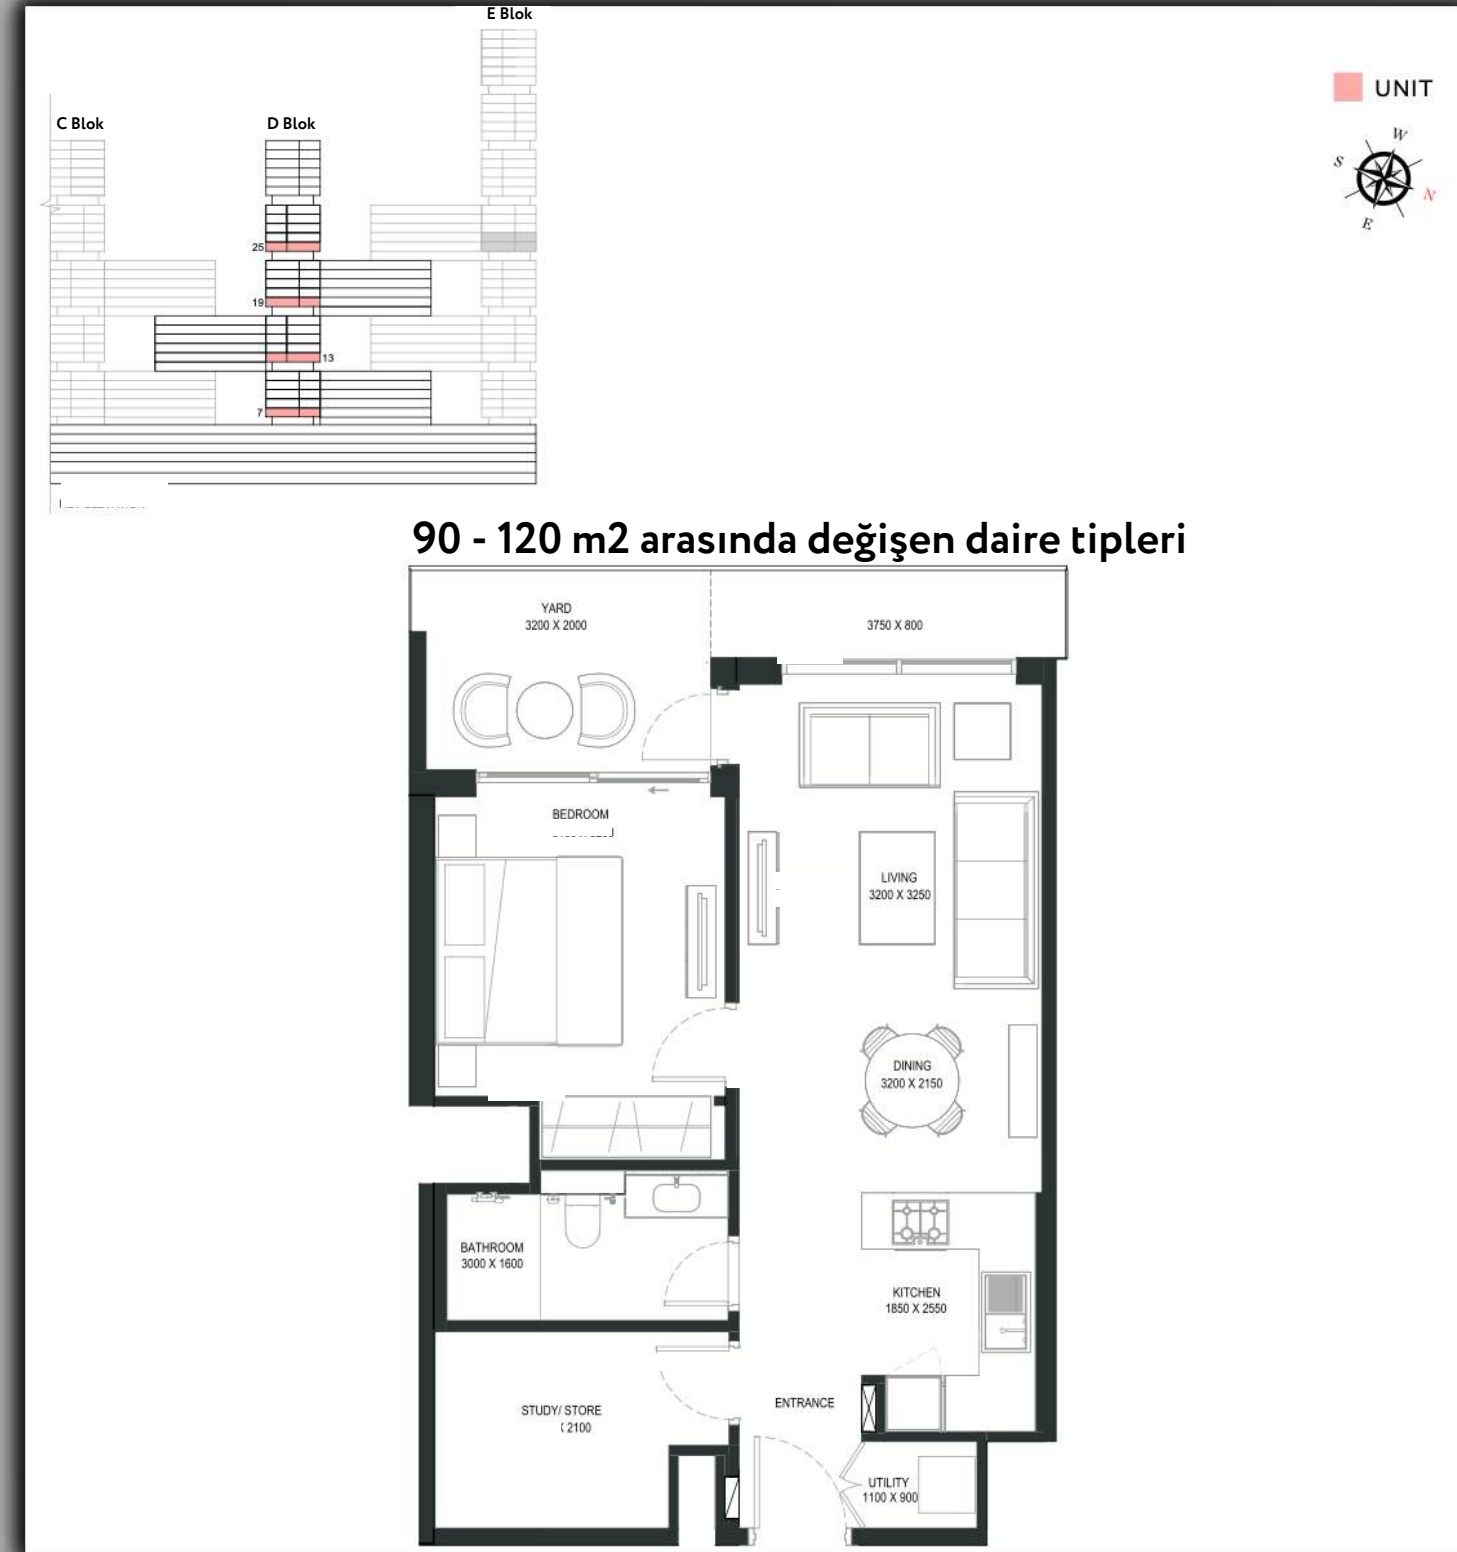 E Blok
UNIT
C Blok
D Blok
W
S
N
E
25
19
13
7
90 - 120 m2 arasında değişen daire tipleri
YARD
3200 X 2000
3750 X 800
BEDROOM
LIVING
3200 X 3250
DINING
3200 X 2150
BATHROOM
3000 X 1600
KITCHEN
1850 X 2550
ENTRANCE
STUDY/ STORE
2100
UTILITY
1100 X 900